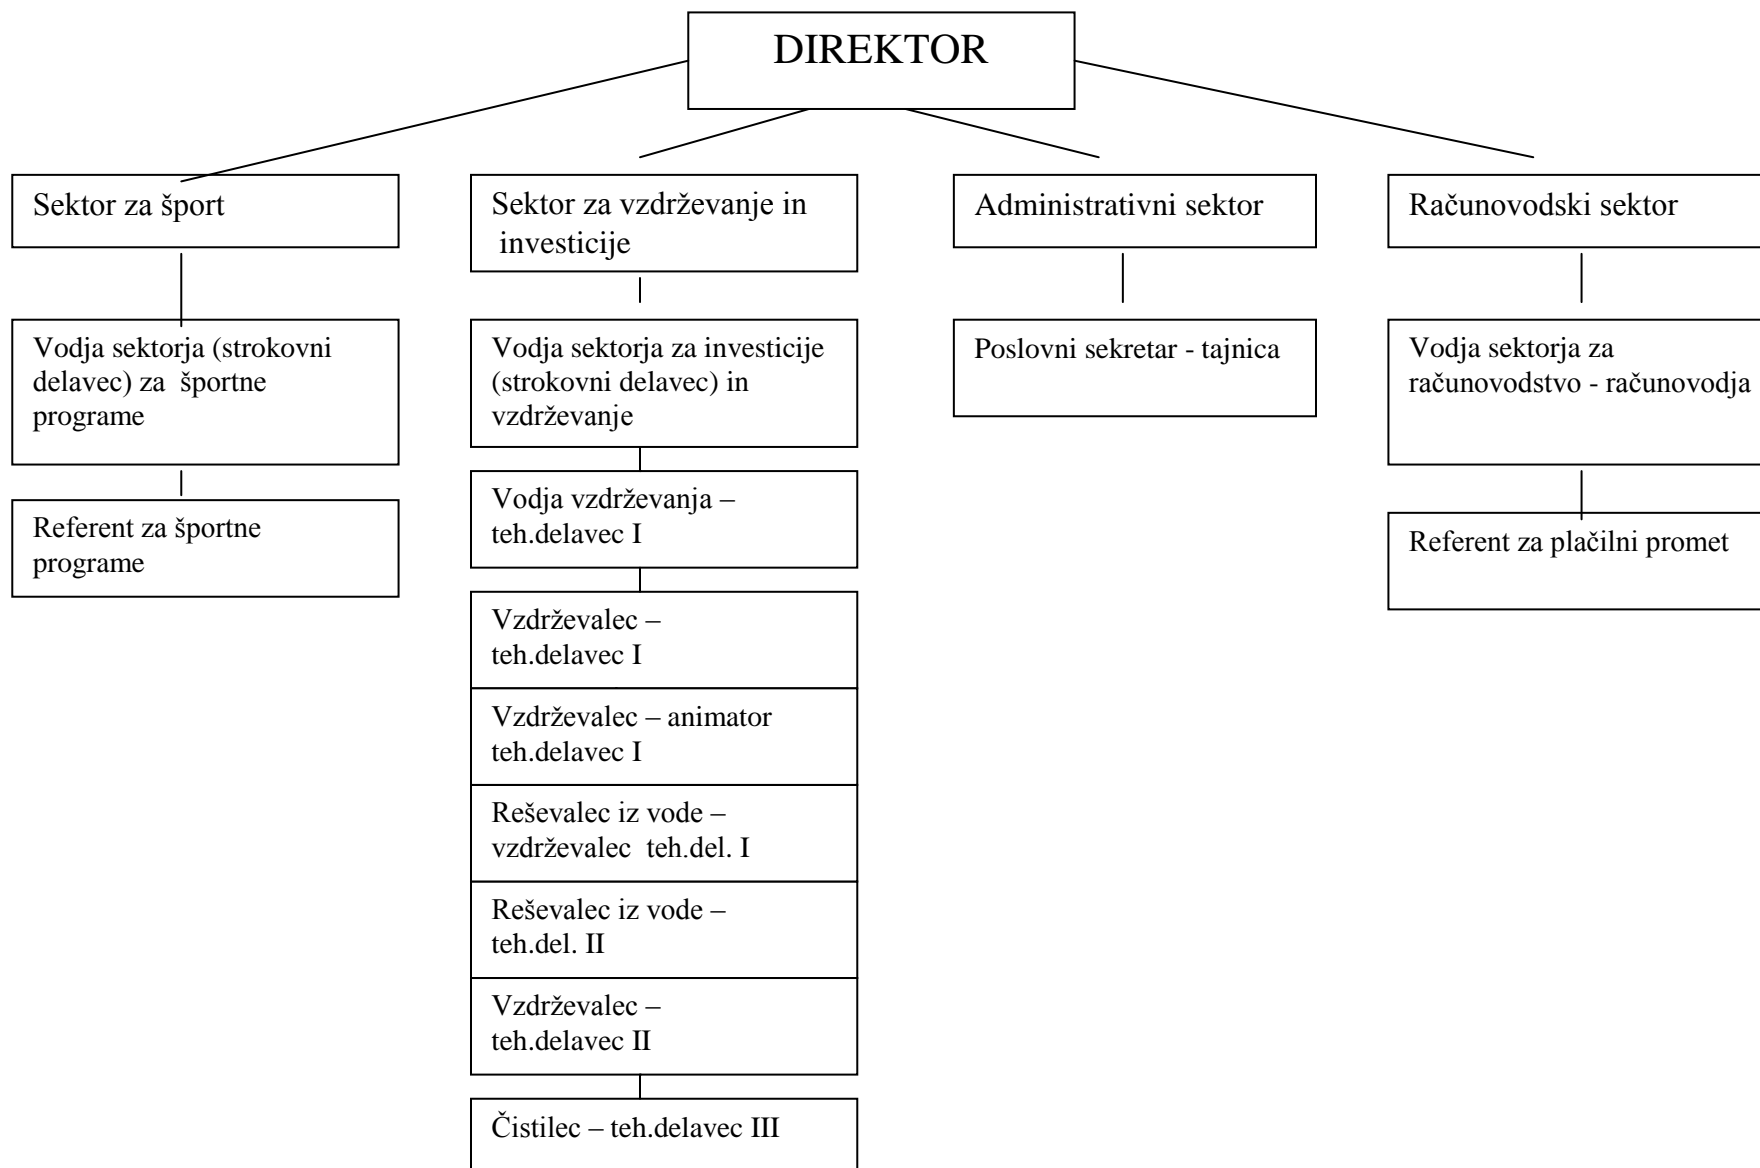 DIREKTOR
Sektor za šport
Sektor za vzdrževanje in
investicije
Administrativni sektor
Računovodski sektor
Vodja sektorja (strokovni
delavec) za športne
programe
Vodja sektorja za investicije
(strokovni delavec) in
vzdrževanje
Poslovni sekretar - tajnica
Vodja sektorja za
računovodstvo - računovodja
Referent za športne
programe
Vodja vzdrževanja –
teh.delavec I
Referent za plačilni promet
Vzdrževalec –
teh.delavec I
Vzdrževalec – animator
teh.delavec I
Reševalec iz vode –
vzdrževalec teh.del. I
Reševalec iz vode –
teh.del. II
Vzdrževalec –
teh.delavec II
Čistilec – teh.delavec III